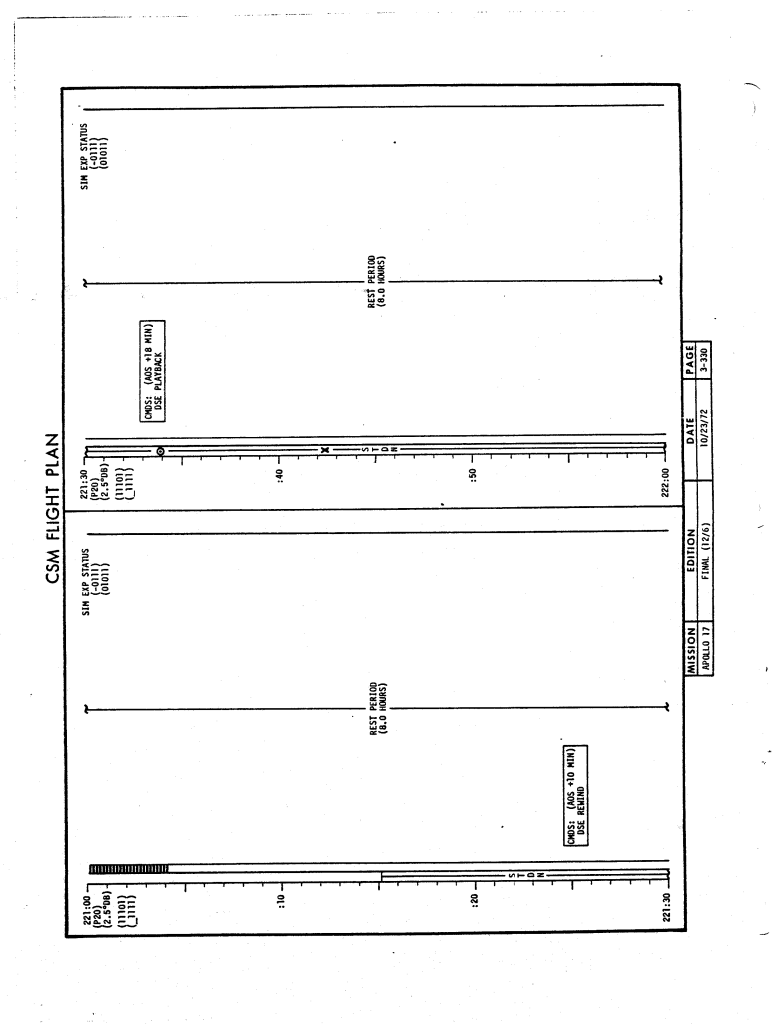 CSM FLIGHT PLAN
221:00
(P20)
(2.5°DB)
(11101)
(_1111)
:10
:20
221:30
S T D N
SIM EXP STATUS
(-0111)
(01011)
REST PERIOD
(8.0 HOURS)
CMDS: (AOS +10 MIN)
DSE REWIND
221:30
(P20)
(2.5°DB)
(11101)
(_1111)
:40
:50
222:00
S T D N
CMDS: (AOS +18 MIN)
DSE PLAYBACK
SIM EXP STATUS
(-0111)
(01011)
REST PERIOD
(8.0 HOURS)
MISSION EDITION DATE PAGE
APOLLO 17 FINAL (12/6) 10/23/72 3-330